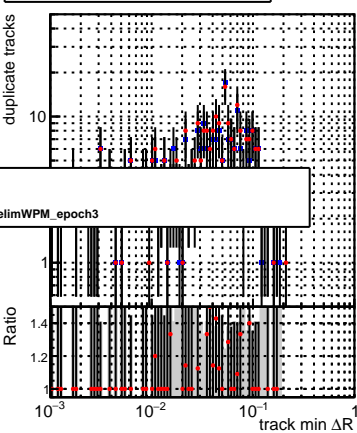 duplicate tracks
10
elimWPM_epoch3
1
Ratio
1.4
1.2
1
10⁻³ 10⁻² 10⁻¹ 1
track min ΔR